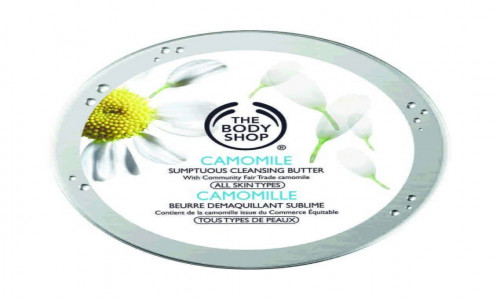 THE
BODY
SHOP®
CAMOMILE
SUMPTUOUS CLEANSING BUTTER
With Community Fair Trade camomile
ALL SKIN TYPES
CAMOMILLE
BEURRE DEMAQUILLANT SUBLIME
Contient de la camomille issue du Commerce Équitable
TOUS TYPES DE PEAUX